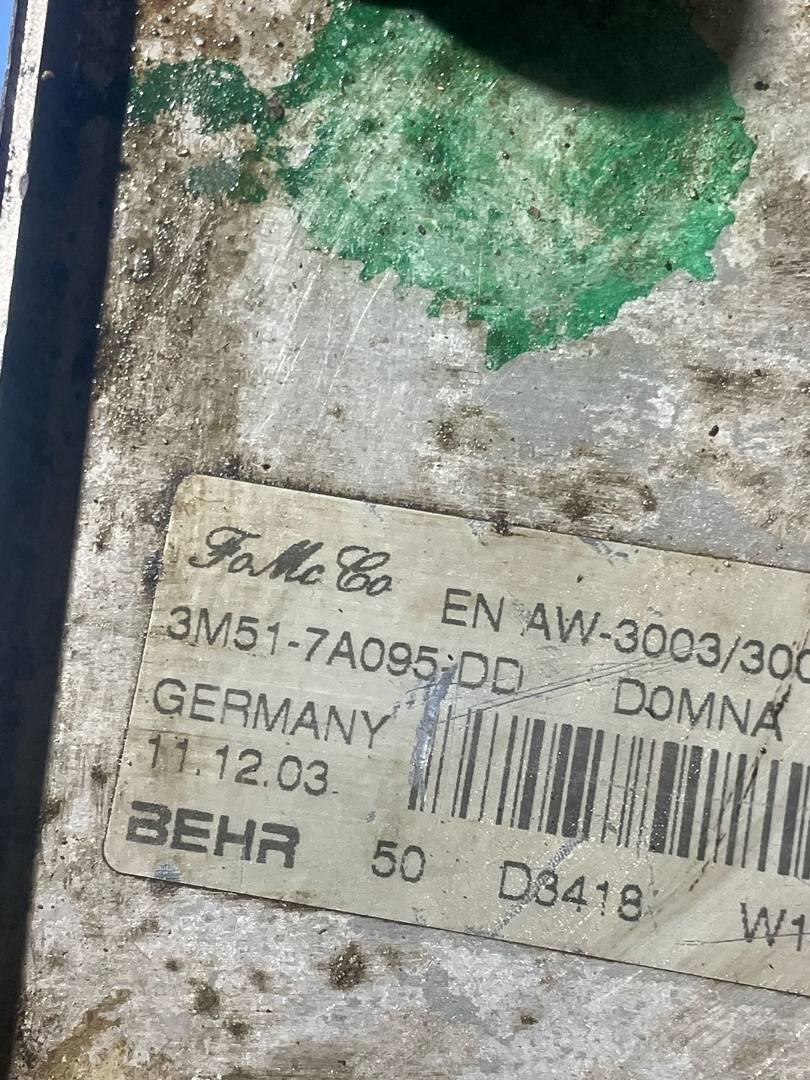 FoMoCo EN AW-3003/300
3M51-7A095-DD DOMNA
GERMANY
11.12.03
BEHR 50 D3418 W1